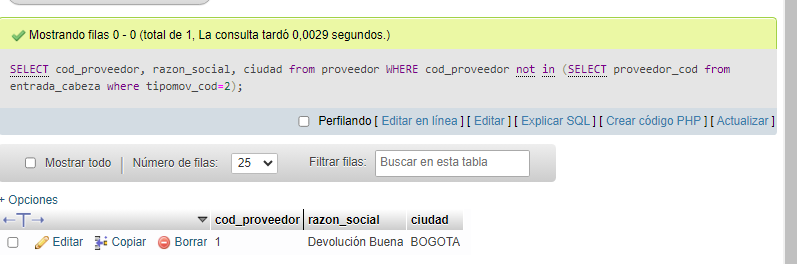 Mostrando filas 0 - 0 (total de 1, La consulta tardó 0,0029 segundos.)
SELECT cod_proveedor, razon_social, ciudad from proveedor WHERE cod_proveedor not in (SELECT proveedor_cod from
entrada_cabeza where tipomov_cod=2);
Perfilando [ Editar en línea ] [ Editar ] [ Explicar SQL ] [ Crear código PHP ] [ Actualizar ]
Mostrar todo | Número de filas: 25 Filtrar filas: Buscar en esta tabla
+ Opciones
←T→ cod_proveedor razon_social ciudad
Editar Copiar Borrar 1 Devolución Buena BOGOTA